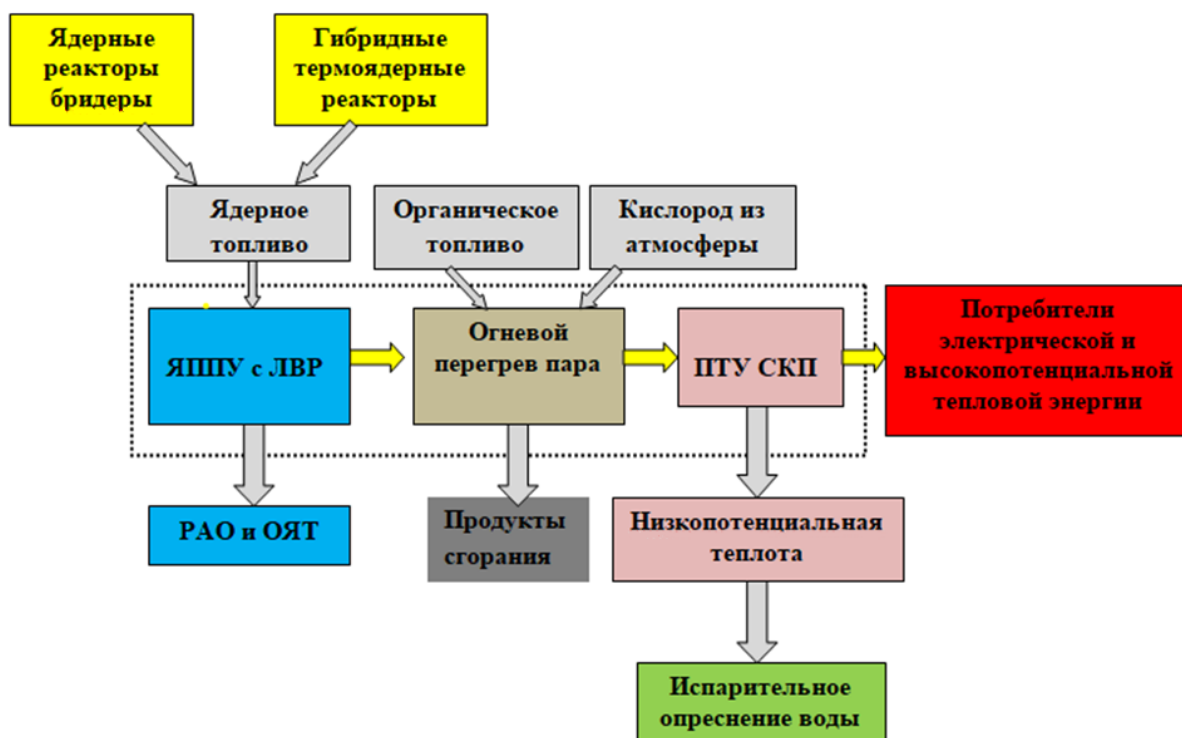 Ядерные
реакторы
бридеры
Гибридные
термоядерные
реакторы
Ядерное
топливо
Органическое
топливо
Кислород из
атмосферы
ЯППУ с ЛВР
Огневой
перегрев пара
ПТУ СКП
Потребители
электрической и
высокопотенциальной
тепловой энергии
РАО и ОЯТ
Продукты
сгорания
Низкопотенциальная
теплота
Испарительное
опреснение воды